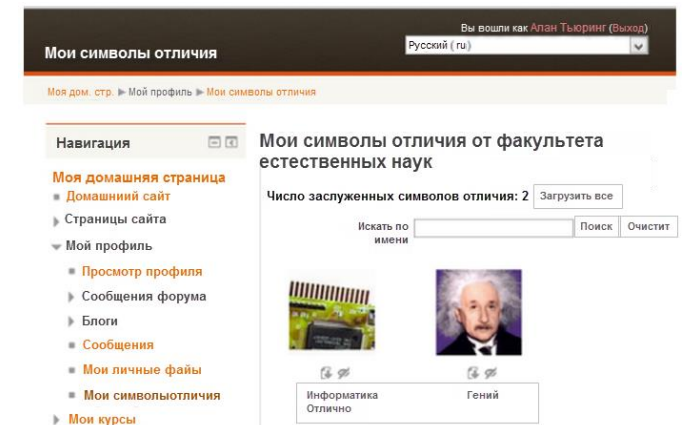 Вы вошли как Алан Тьюринг (Выход)
Мои символы отличия
Русский ( ru )
Моя дом. стр. ► Мой профиль ► Мои символы отличия
Навигация
Моя домашняя страница
Домашниий сайт
Страницы сайта
Мой профиль
Просмотр профиля
Сообщения форума
Блоги
Сообщения
Мои личные файы
Мои символыотличия
Мои курсы
Мои символы отличия от факультета
естественных наук
Число заслуженных символов отличия: 2 Загрузить все
Искать по
имени
Поиск Очистит
Информатика
Отлично
Гений